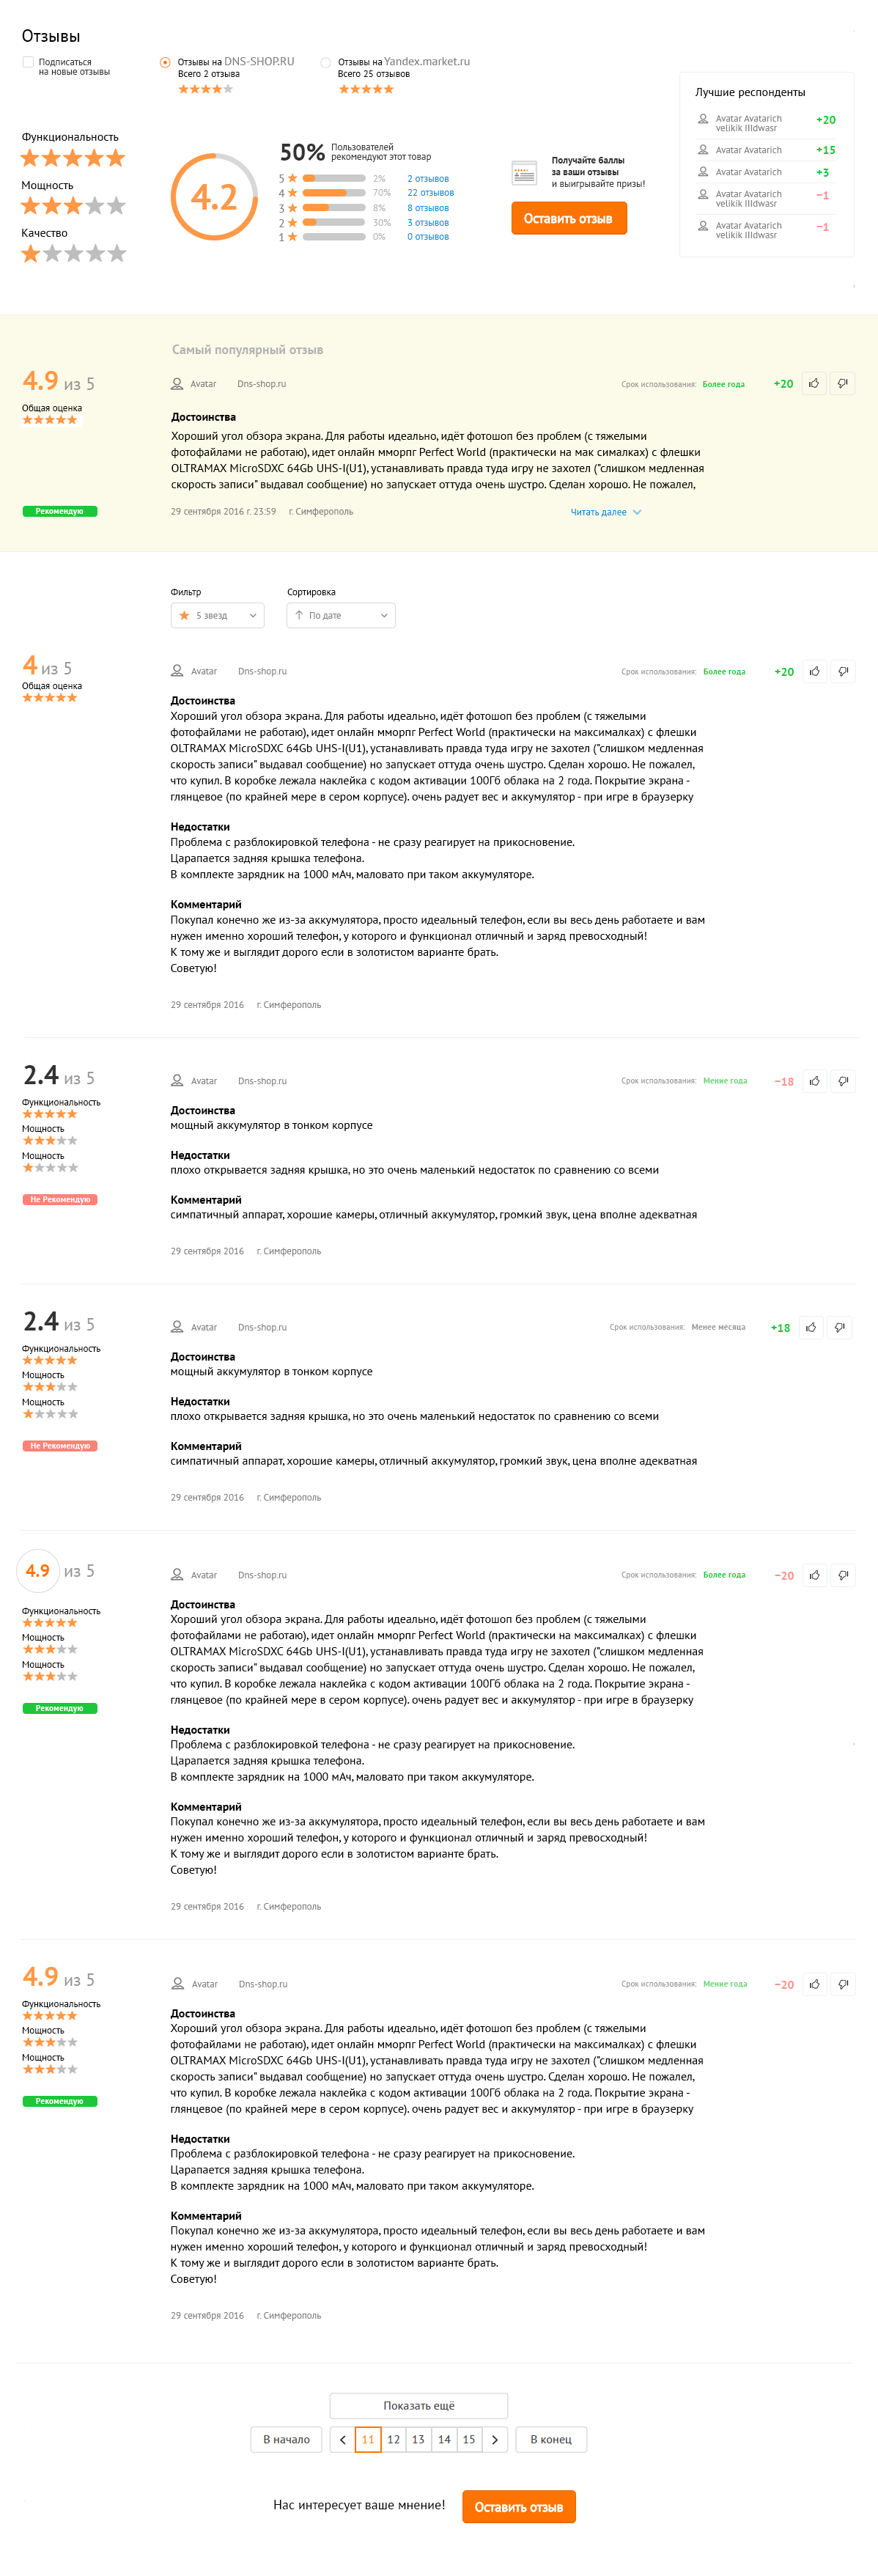 Отзывы
Подписаться
на новые отзывы
Отзывы на DNS-SHOP.RU
Всего 2 отзыва
Отзывы на Yandex.market.ru
Всего 25 отзывов
Лучшие респонденты
Avatar Avatarich
velikik IIIdwasr
+20
Avatar Avatarich
+15
Avatar Avatarich
+3
Avatar Avatarich
velikik IIIdwasr
−1
Avatar Avatarich
velikik IIIdwasr
−1
Функциональность
Мощность
Качество
4.2
50% Пользователей
рекомендуют этот товар
5 2% 2 отзывов
4 70% 22 отзывов
3 8% 8 отзывов
2 30% 3 отзывов
1 0% 0 отзывов
Получайте баллы
за ваши отзывы
и выигрывайте призы!
Оставить отзыв
Самый популярный отзыв
4.9 из 5
Общая оценка
Рекомендую
Avatar Dns-shop.ru
Срок использования: Более года +20
Достоинства
Хороший угол обзора экрана. Для работы идеально, идёт фотошоп без проблем (с тяжелыми
фотофайлами не работаю), идет онлайн мморпг Perfect World (практически на мак сималках) с флешки
OLTRAMAX MicroSDXC 64Gb UHS-I(U1), устанавливать правда туда игру не захотел ("слишком медленная
скорость записи" выдавал сообщение) но запускает оттуда очень шустро. Сделан хорошо. Не пожалел,
29 сентября 2016 г. 23:59 г. Симферополь
Читать далее
Фильтр
5 звезд
Сортировка
По дате
4 из 5
Общая оценка
Avatar Dns-shop.ru
Срок использования: Более года +20
Достоинства
Хороший угол обзора экрана. Для работы идеально, идёт фотошоп без проблем (с тяжелыми
фотофайлами не работаю), идет онлайн мморпг Perfect World (практически на максималках) с флешки
OLTRAMAX MicroSDXC 64Gb UHS-I(U1), устанавливать правда туда игру не захотел ("слишком медленная
скорость записи" выдавал сообщение) но запускает оттуда очень шустро. Сделан хорошо. Не пожалел,
что купил. В коробке лежала наклейка с кодом активации 100Гб облака на 2 года. Покрытие экрана -
глянцевое (по крайней мере в сером корпусе). очень радует вес и аккумулятор - при игре в браузерку
Недостатки
Проблема с разблокировкой телефона - не сразу реагирует на прикосновение.
Царапается задняя крышка телефона.
В комплекте зарядник на 1000 мАч, маловато при таком аккумуляторе.
Комментарий
Покупал конечно же из-за аккумулятора, просто идеальный телефон, если вы весь день работаете и вам
нужен именно хороший телефон, у которого и функционал отличный и заряд превосходный!
К тому же и выглядит дорого если в золотистом варианте брать.
Советую!
29 сентября 2016 г. Симферополь
2.4 из 5
Функциональность
Мощность
Мощность
Не Рекомендую
Avatar Dns-shop.ru
Срок использования: Мение года −18
Достоинства
мощный аккумулятор в тонком корпусе
Недостатки
плохо открывается задняя крышка, но это очень маленький недостаток по сравнению со всеми
Комментарий
симпатичный аппарат, хорошие камеры, отличный аккумулятор, громкий звук, цена вполне адекватная
29 сентября 2016 г. Симферополь
2.4 из 5
Функциональность
Мощность
Мощность
Не Рекомендую
Avatar Dns-shop.ru
Срок использования: Менее месяца +18
Достоинства
мощный аккумулятор в тонком корпусе
Недостатки
плохо открывается задняя крышка, но это очень маленький недостаток по сравнению со всеми
Комментарий
симпатичный аппарат, хорошие камеры, отличный аккумулятор, громкий звук, цена вполне адекватная
29 сентября 2016 г. Симферополь
4.9 из 5
Функциональность
Мощность
Мощность
Рекомендую
Avatar Dns-shop.ru
Срок использования: Более года −20
Достоинства
Хороший угол обзора экрана. Для работы идеально, идёт фотошоп без проблем (с тяжелыми
фотофайлами не работаю), идет онлайн мморпг Perfect World (практически на максималках) с флешки
OLTRAMAX MicroSDXC 64Gb UHS-I(U1), устанавливать правда туда игру не захотел ("слишком медленная
скорость записи" выдавал сообщение) но запускает оттуда очень шустро. Сделан хорошо. Не пожалел,
что купил. В коробке лежала наклейка с кодом активации 100Гб облака на 2 года. Покрытие экрана -
глянцевое (по крайней мере в сером корпусе). очень радует вес и аккумулятор - при игре в браузерку
Недостатки
Проблема с разблокировкой телефона - не сразу реагирует на прикосновение.
Царапается задняя крышка телефона.
В комплекте зарядник на 1000 мАч, маловато при таком аккумуляторе.
Комментарий
Покупал конечно же из-за аккумулятора, просто идеальный телефон, если вы весь день работаете и вам
нужен именно хороший телефон, у которого и функционал отличный и заряд превосходный!
К тому же и выглядит дорого если в золотистом варианте брать.
Советую!
29 сентября 2016 г. Симферополь
4.9 из 5
Функциональность
Мощность
Мощность
Рекомендую
Avatar Dns-shop.ru
Срок использования: Мение года −20
Достоинства
Хороший угол обзора экрана. Для работы идеально, идёт фотошоп без проблем (с тяжелыми
фотофайлами не работаю), идет онлайн мморпг Perfect World (практически на максималках) с флешки
OLTRAMAX MicroSDXC 64Gb UHS-I(U1), устанавливать правда туда игру не захотел ("слишком медленная
скорость записи" выдавал сообщение) но запускает оттуда очень шустро. Сделан хорошо. Не пожалел,
что купил. В коробке лежала наклейка с кодом активации 100Гб облака на 2 года. Покрытие экрана -
глянцевое (по крайней мере в сером корпусе). очень радует вес и аккумулятор - при игре в браузерку
Недостатки
Проблема с разблокировкой телефона - не сразу реагирует на прикосновение.
Царапается задняя крышка телефона.
В комплекте зарядник на 1000 мАч, маловато при таком аккумуляторе.
Комментарий
Покупал конечно же из-за аккумулятора, просто идеальный телефон, если вы весь день работаете и вам
нужен именно хороший телефон, у которого и функционал отличный и заряд превосходный!
К тому же и выглядит дорого если в золотистом варианте брать.
Советую!
29 сентября 2016 г. Симферополь
Показать ещё
В начало 11 12 13 14 15 В конец
Нас интересует ваше мнение! Оставить отзыв